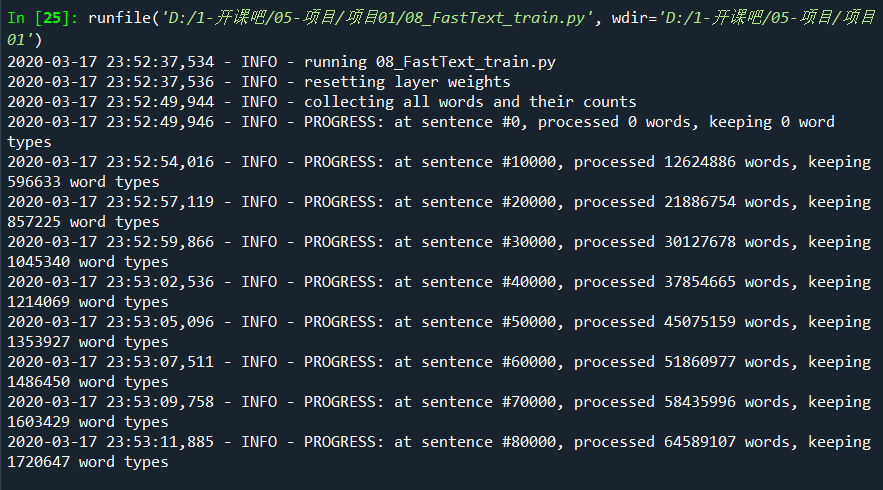 In [25]: runfile('D:/1-开课吧/05-项目/项目01/08_FastText_train.py', wdir='D:/1-开课吧/05-项目/项目
01')
2020-03-17 23:52:37,534 - INFO - running 08_FastText_train.py
2020-03-17 23:52:37,536 - INFO - resetting layer weights
2020-03-17 23:52:49,944 - INFO - collecting all words and their counts
2020-03-17 23:52:49,946 - INFO - PROGRESS: at sentence #0, processed 0 words, keeping 0 word
types
2020-03-17 23:52:54,016 - INFO - PROGRESS: at sentence #10000, processed 12624886 words, keeping
596633 word types
2020-03-17 23:52:57,119 - INFO - PROGRESS: at sentence #20000, processed 21886754 words, keeping
857225 word types
2020-03-17 23:52:59,866 - INFO - PROGRESS: at sentence #30000, processed 30127678 words, keeping
1045340 word types
2020-03-17 23:53:02,536 - INFO - PROGRESS: at sentence #40000, processed 37854665 words, keeping
1214069 word types
2020-03-17 23:53:05,096 - INFO - PROGRESS: at sentence #50000, processed 45075159 words, keeping
1353927 word types
2020-03-17 23:53:07,511 - INFO - PROGRESS: at sentence #60000, processed 51860977 words, keeping
1486450 word types
2020-03-17 23:53:09,758 - INFO - PROGRESS: at sentence #70000, processed 58435996 words, keeping
1603429 word types
2020-03-17 23:53:11,885 - INFO - PROGRESS: at sentence #80000, processed 64589107 words, keeping
1720647 word types